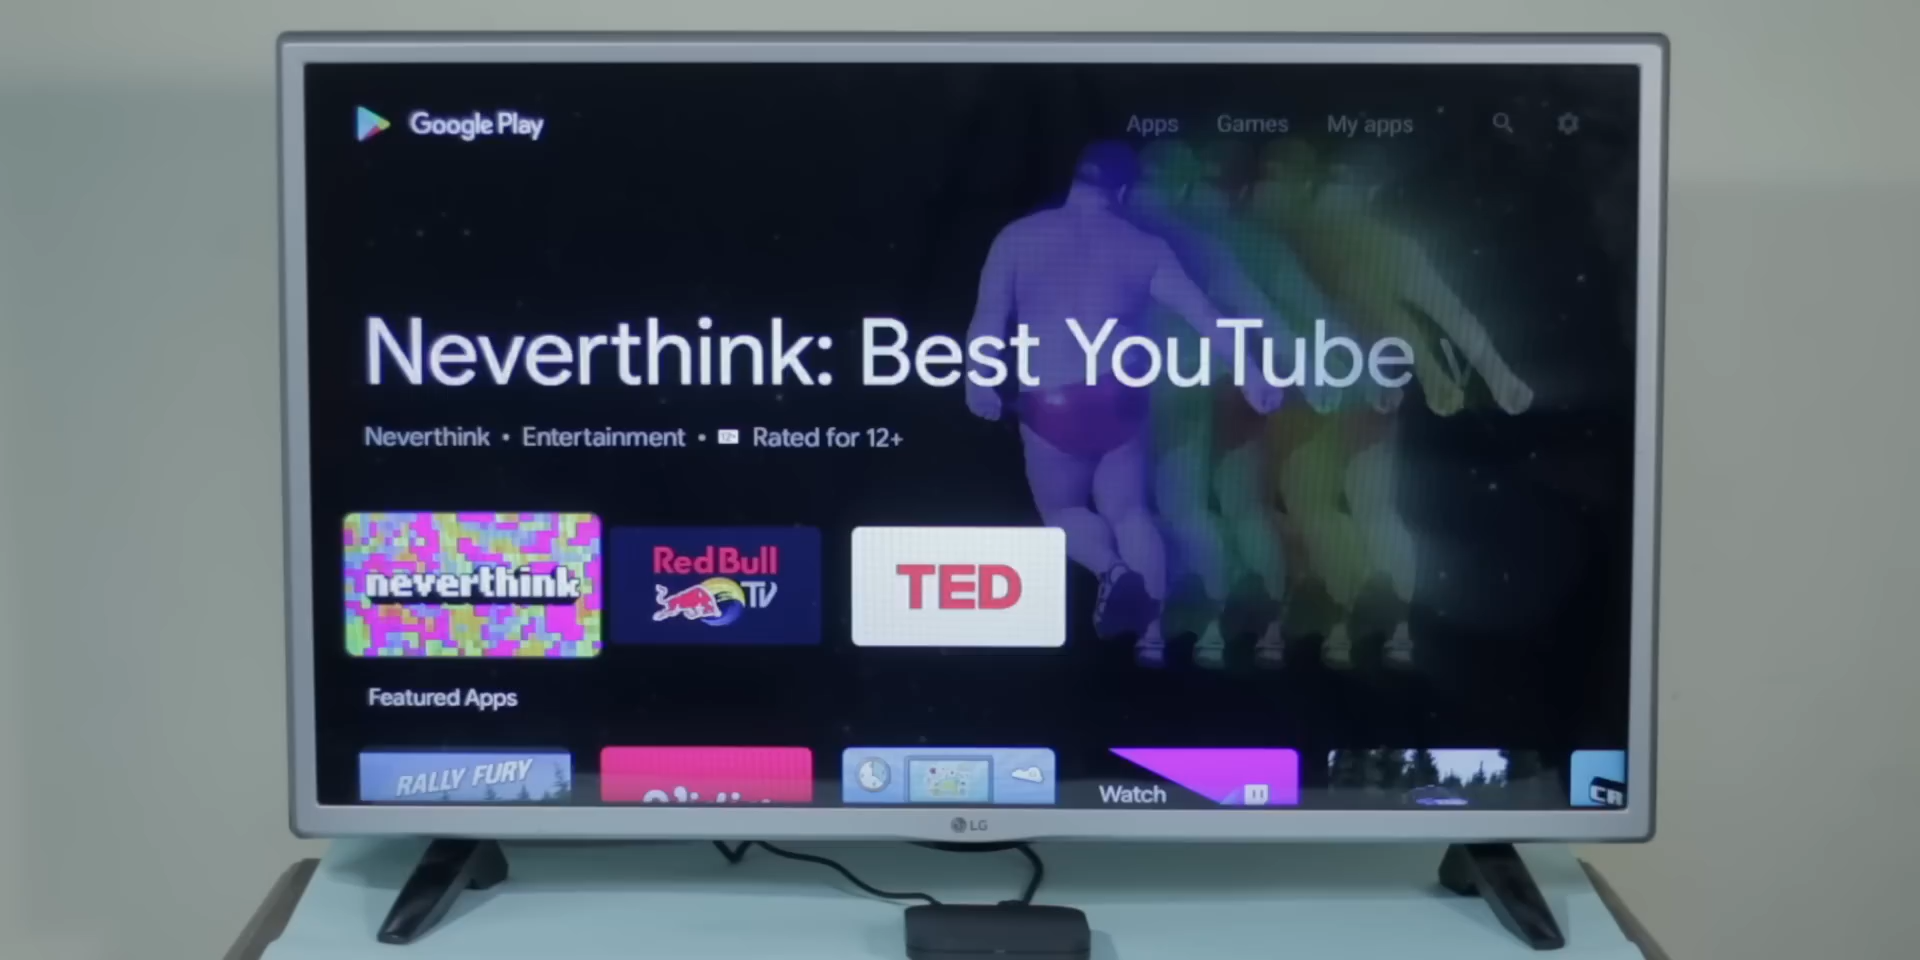 Google Play
Apps Games My apps
Neverthink: Best YouTube
Neverthink • Entertainment • 12+ Rated for 12+
neverthink
Red Bull
TV
TED
Featured Apps
RALLY FURY
Watch
LG